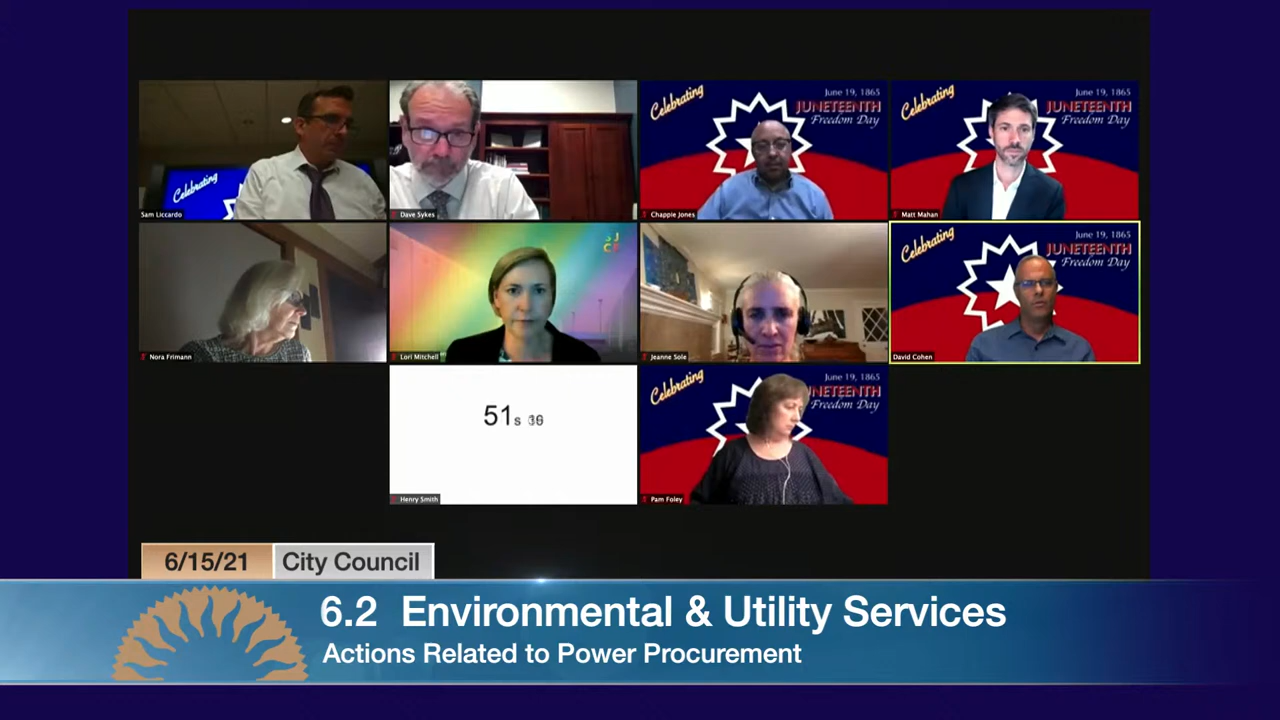 Celebrating
Sam Liccardo
Dave Sykes
Celebrating
June 19, 1865
JUNETEENTH
Freedom Day
Chappie Jones
Celebrating
June 19, 1865
JUNETEENTH
Freedom Day
Matt Mahan
Nora Frimann
SJ
CE
Lori Mitchell
Jeanne Sole
Celebrating
June 19, 1865
JUNETEENTH
Freedom Day
David Cohen
51s
Henry Smith
Celebrating
June 19, 1865
UNETEENTH
Freedom Day
Pam Foley
6/15/21 City Council
6.2 Environmental & Utility Services
Actions Related to Power Procurement